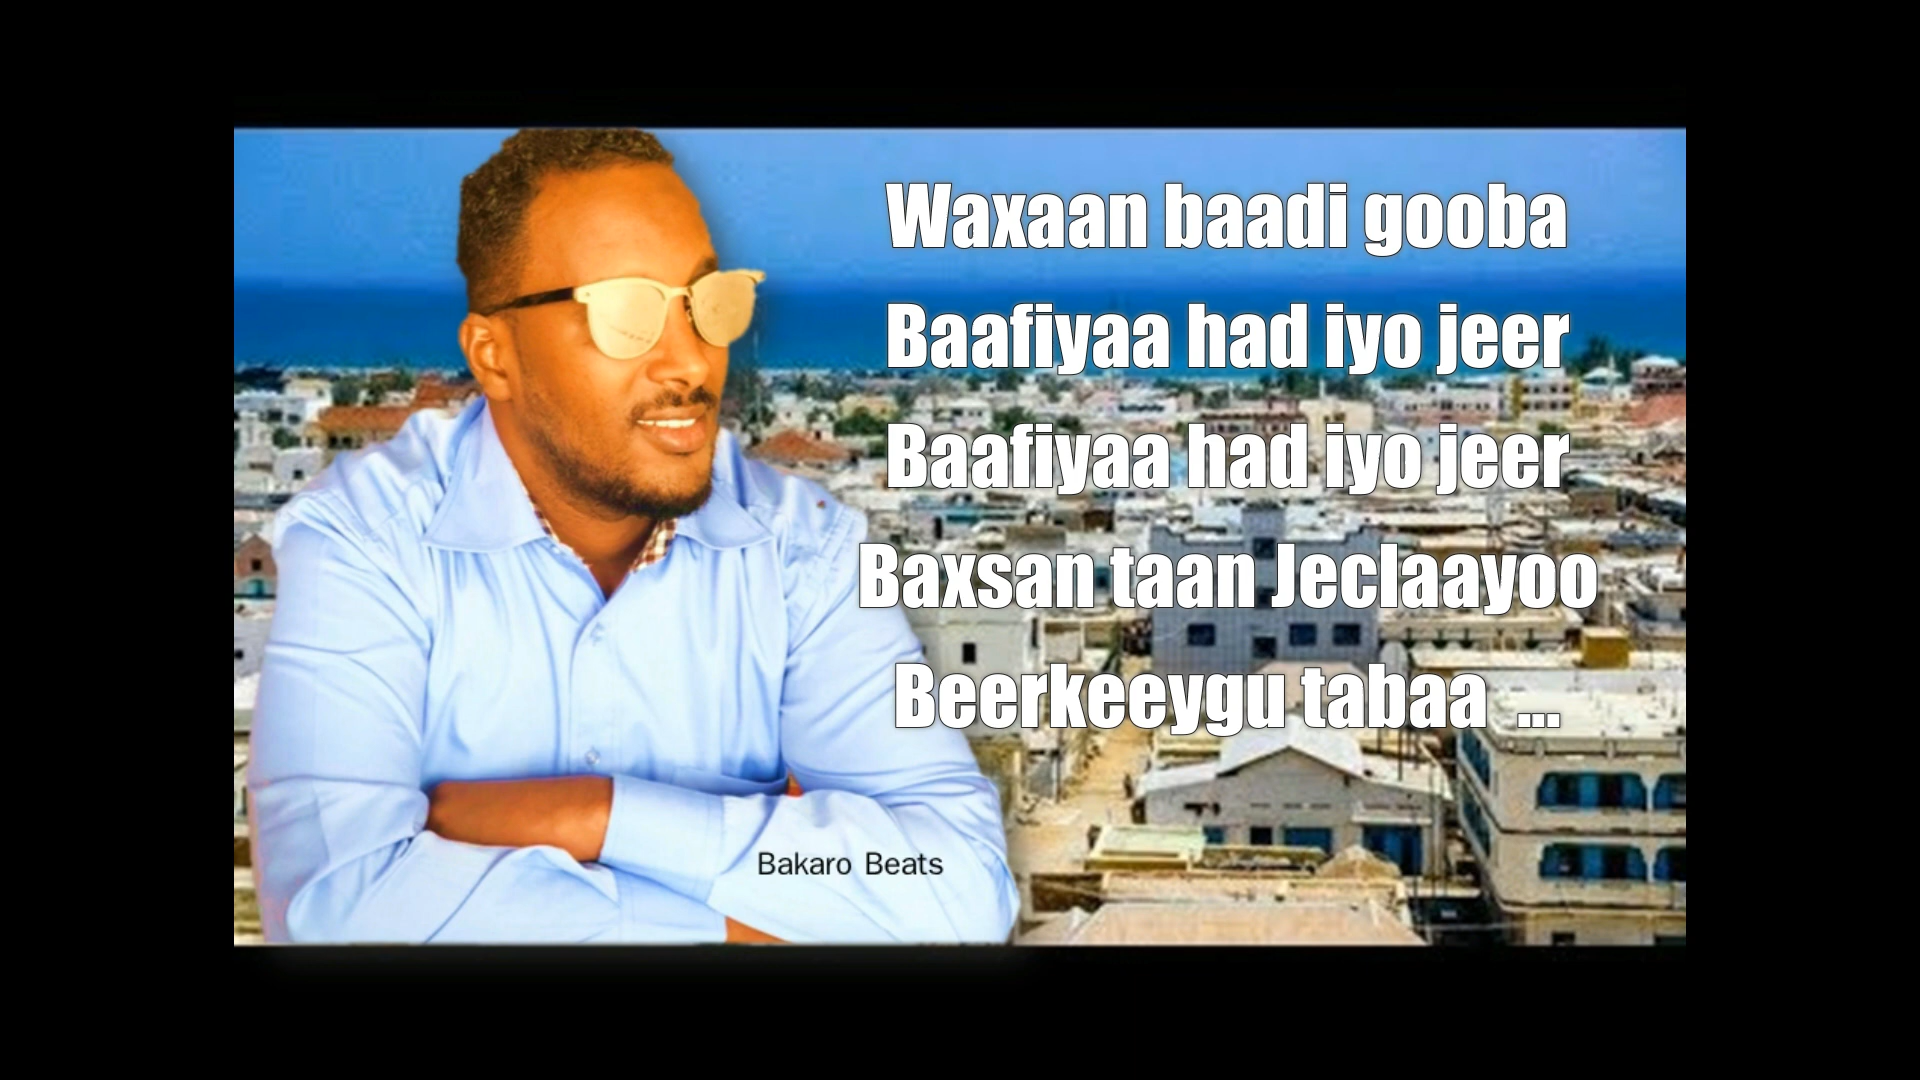 Waxaan baadi gooba
Baafiyaa had iyo jeer
Baafiyaa had iyo jeer
Baxsan taan Jeclaayoo
Beerkeeygu tabaa ...
Bakaro Beats